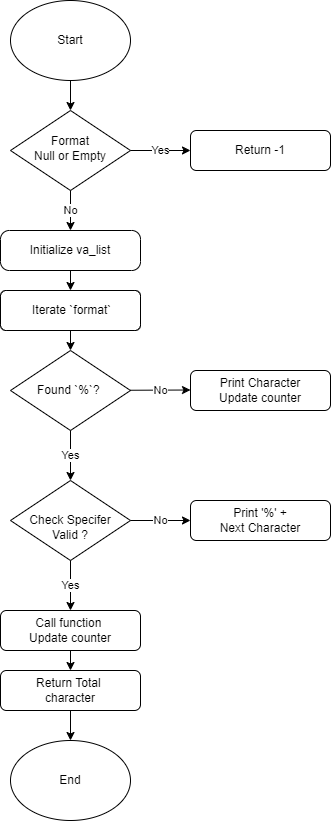 Start
Format
Null or Empty
Yes
Return -1
No
Initialize va_list
Iterate `format`
Found `%`?
No
Print Character
Update counter
Yes
Check Specifer
Valid ?
No
Print '%' +
Next Character
Yes
Call function
Update counter
Return Total
character
End